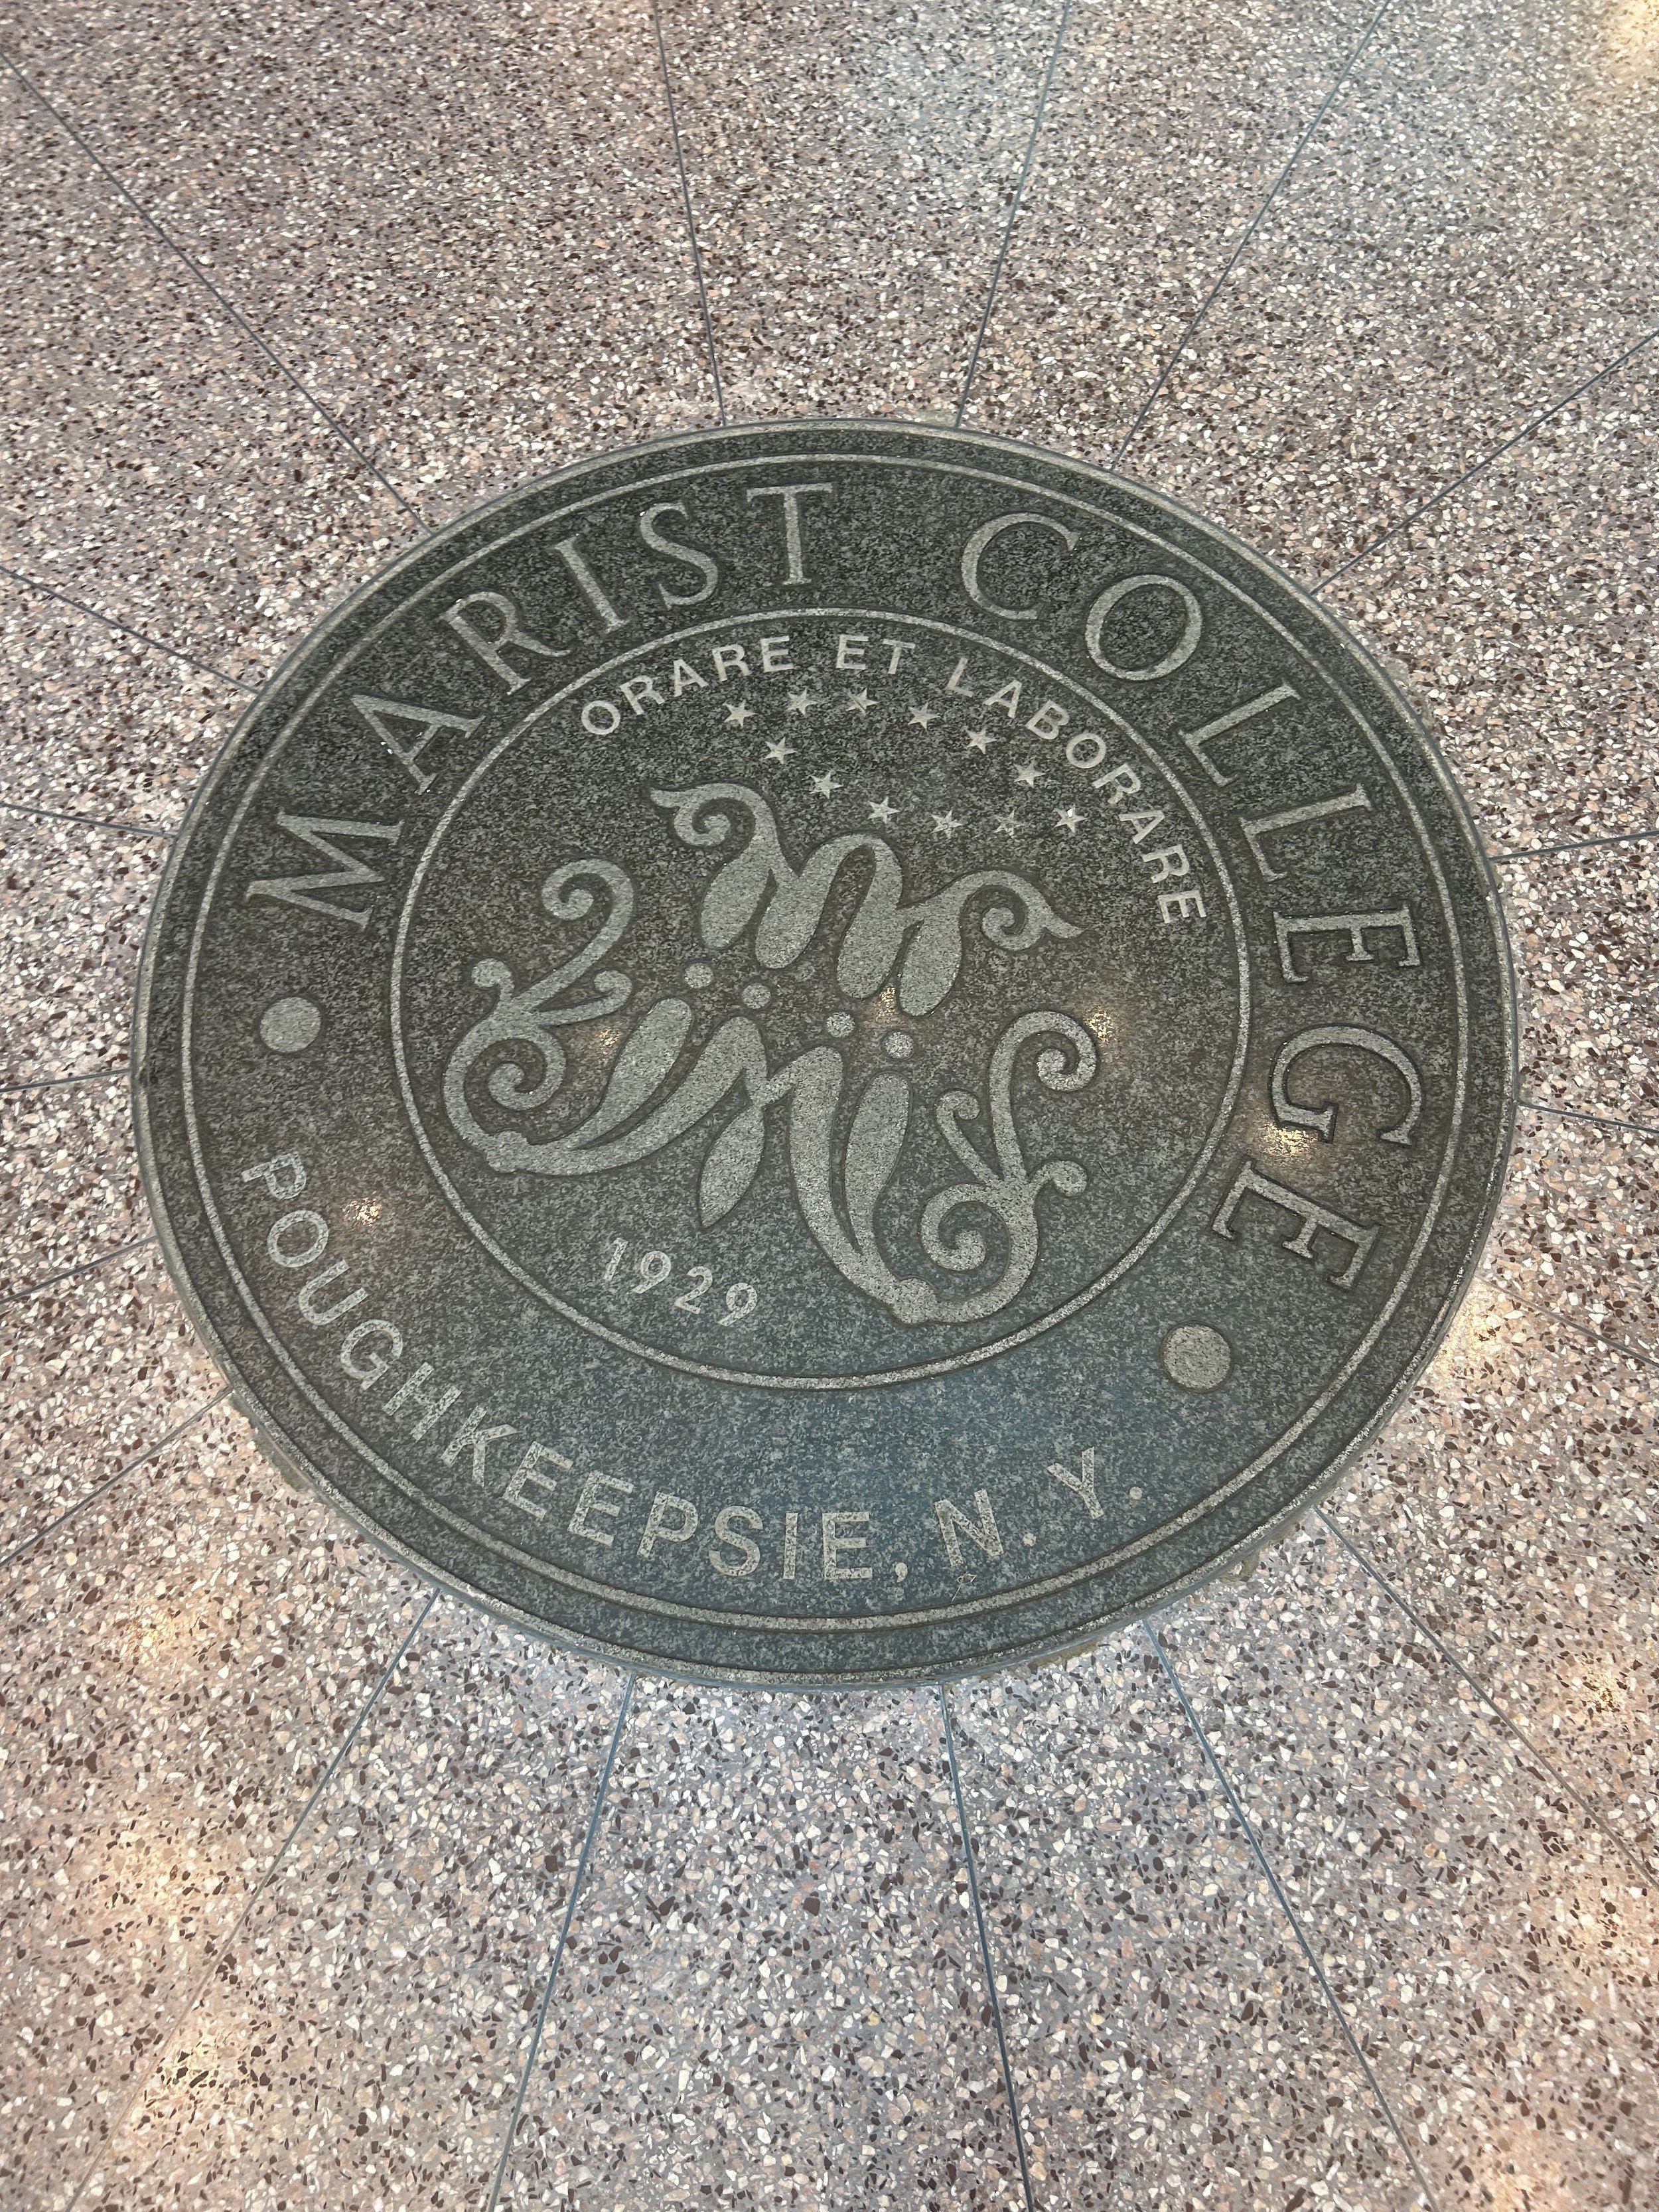 MARIST COLLEGE
ORARE ET LABORARE
1929
POUGHKEEPSIE, N.Y.